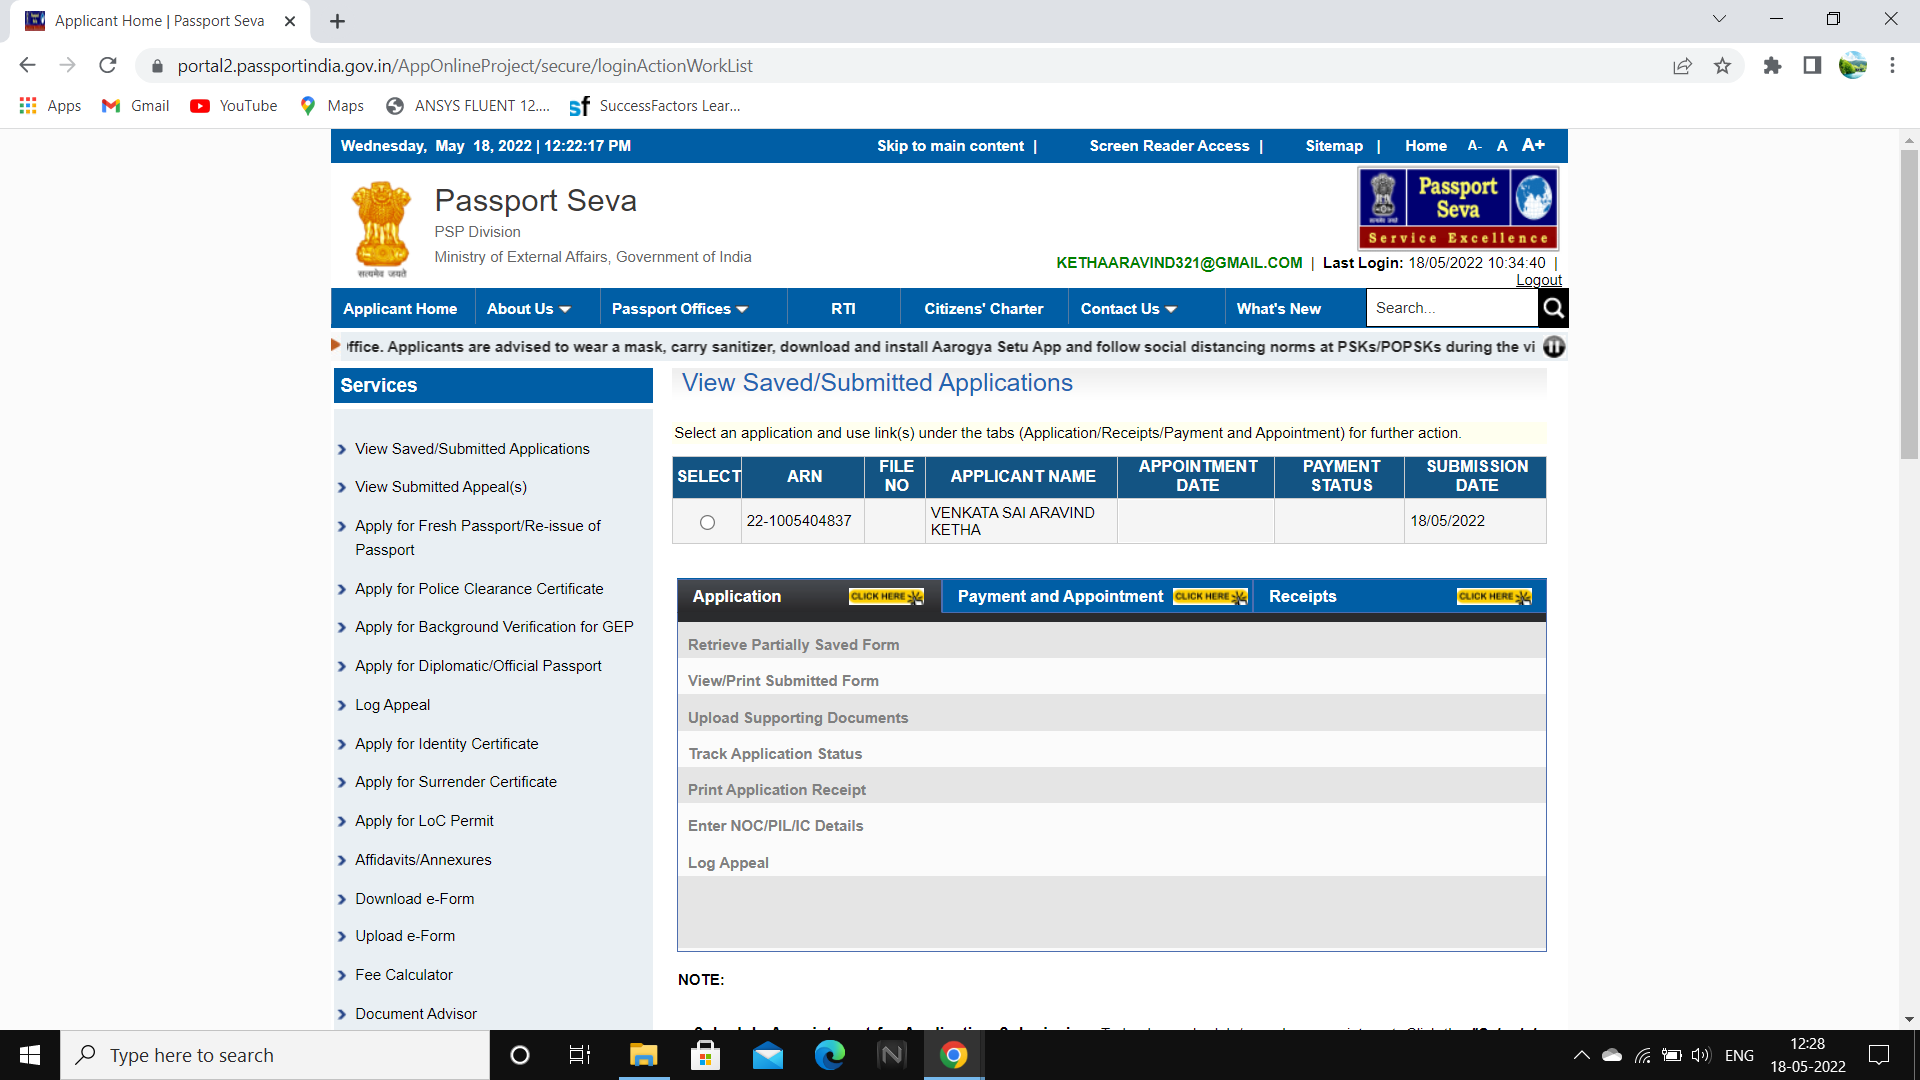 Applicant Home | Passport Seva
portal2.passportindia.gov.in/AppOnlineProject/secure/loginActionWorkList
Apps Gmail YouTube Maps ANSYS FLUENT 12.... SuccessFactors Lear...
Wednesday, May 18, 2022 | 12:22:17 PM Skip to main content | Screen Reader Access | Sitemap | Home A- A A+
Passport Seva
PSP Division
Ministry of External Affairs, Government of India
सत्यमेव जयते
Passport
Seva
Service Excellence
KETHAARAVIND321@GMAIL.COM | Last Login: 18/05/2022 10:34:40 |
Logout
Applicant Home About Us Passport Offices RTI Citizens' Charter Contact Us What's New Search...
ffice. Applicants are advised to wear a mask, carry sanitizer, download and install Aarogya Setu App and follow social distancing norms at PSKs/POPSKs during the vi
Services
View Saved/Submitted Applications
View Submitted Appeal(s)
Apply for Fresh Passport/Re-issue of
Passport
Apply for Police Clearance Certificate
Apply for Background Verification for GEP
Apply for Diplomatic/Official Passport
Log Appeal
Apply for Identity Certificate
Apply for Surrender Certificate
Apply for LoC Permit
Affidavits/Annexures
Download e-Form
Upload e-Form
Fee Calculator
Document Advisor
View Saved/Submitted Applications
Select an application and use link(s) under the tabs (Application/Receipts/Payment and Appointment) for further action.
SELECT ARN FILE NO APPLICANT NAME APPOINTMENT DATE PAYMENT STATUS SUBMISSION DATE
22-1005404837 VENKATA SAI ARAVIND KETHA 18/05/2022
Application CLICK HERE Payment and Appointment CLICK HERE Receipts CLICK HERE
Retrieve Partially Saved Form
View/Print Submitted Form
Upload Supporting Documents
Track Application Status
Print Application Receipt
Enter NOC/PIL/IC Details
Log Appeal
NOTE:
Type here to search
ENG
12:28
18-05-2022